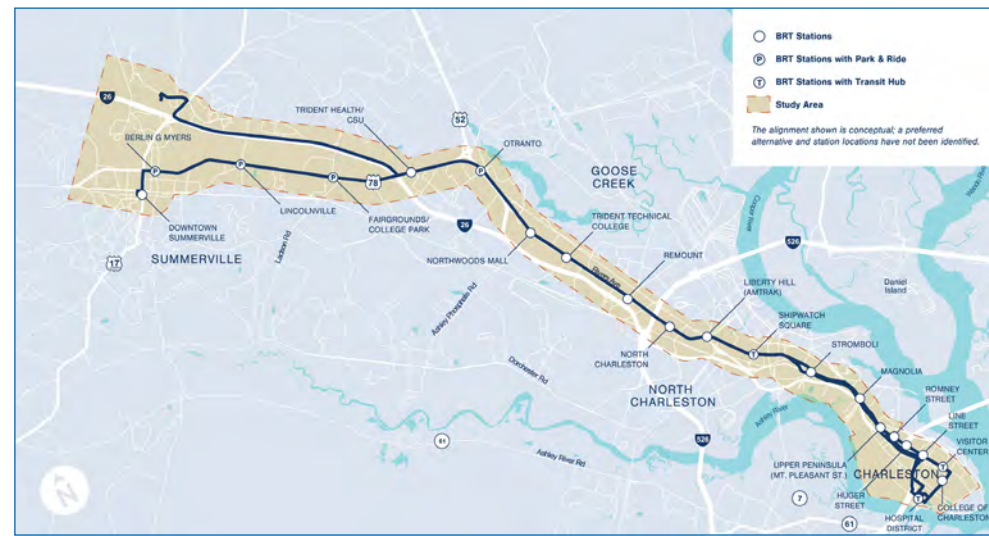 BRT Stations
P
BRT Stations with Park & Ride
T
BRT Stations with Transit Hub
Study Area
The alignment shown is conceptual; a preferred
alternative and station locations have not been identified.
26
BERLIN G MYERS
P
P
P
78
TRIDENT HEALTH/
CSU
52
OTRANTO
P
GOOSE
CREEK
DOWNTOWN
SUMMERVILLE
17
SUMMERVILLE
LINCOLNVILLE
Ladson Rd
FAIRGROUNDS/
COLLEGE PARK
26
NORTHWOODS MALL
TRIDENT TECHNICAL
COLLEGE
Rivers Ave
REMOUNT
Cooper River
526
Wando Rd
Daniel
Island
Ashley Phosphate Rd
LIBERTY HILL
(AMTRAK)
SHIPWATCH
SQUARE
T
STROMBOLI
NORTH
CHARLESTON
MAGNOLIA
Dorchester Rd
NORTH
CHARLESTON
ROMNEY
STREET
LINE
STREET
Ashley River
526
61
Ashley River Rd
VISITOR
CENTER
T
UPPER PENINSULA
(MT. PLEASANT ST.)
CHARLESTON
HUGER
STREET
7
T
COLLEGE OF
CHARLESTON
HOSPITAL
DISTRICT
61
N